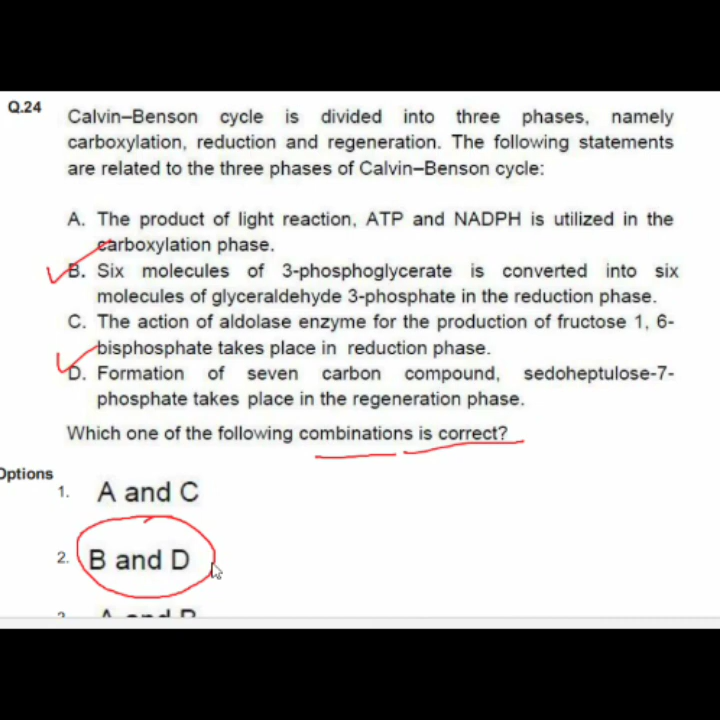 Q.24
Calvin–Benson cycle is divided into three phases, namely
carboxylation, reduction and regeneration. The following statements
are related to the three phases of Calvin–Benson cycle:
A. The product of light reaction, ATP and NADPH is utilized in the
carboxylation phase.
B. Six molecules of 3-phosphoglycerate is converted into six
molecules of glyceraldehyde 3-phosphate in the reduction phase.
C. The action of aldolase enzyme for the production of fructose 1, 6-
bisphosphate takes place in reduction phase.
D. Formation of seven carbon compound, sedoheptulose-7-
phosphate takes place in the regeneration phase.
Which one of the following combinations is correct?
Options
1. A and C
2. B and D